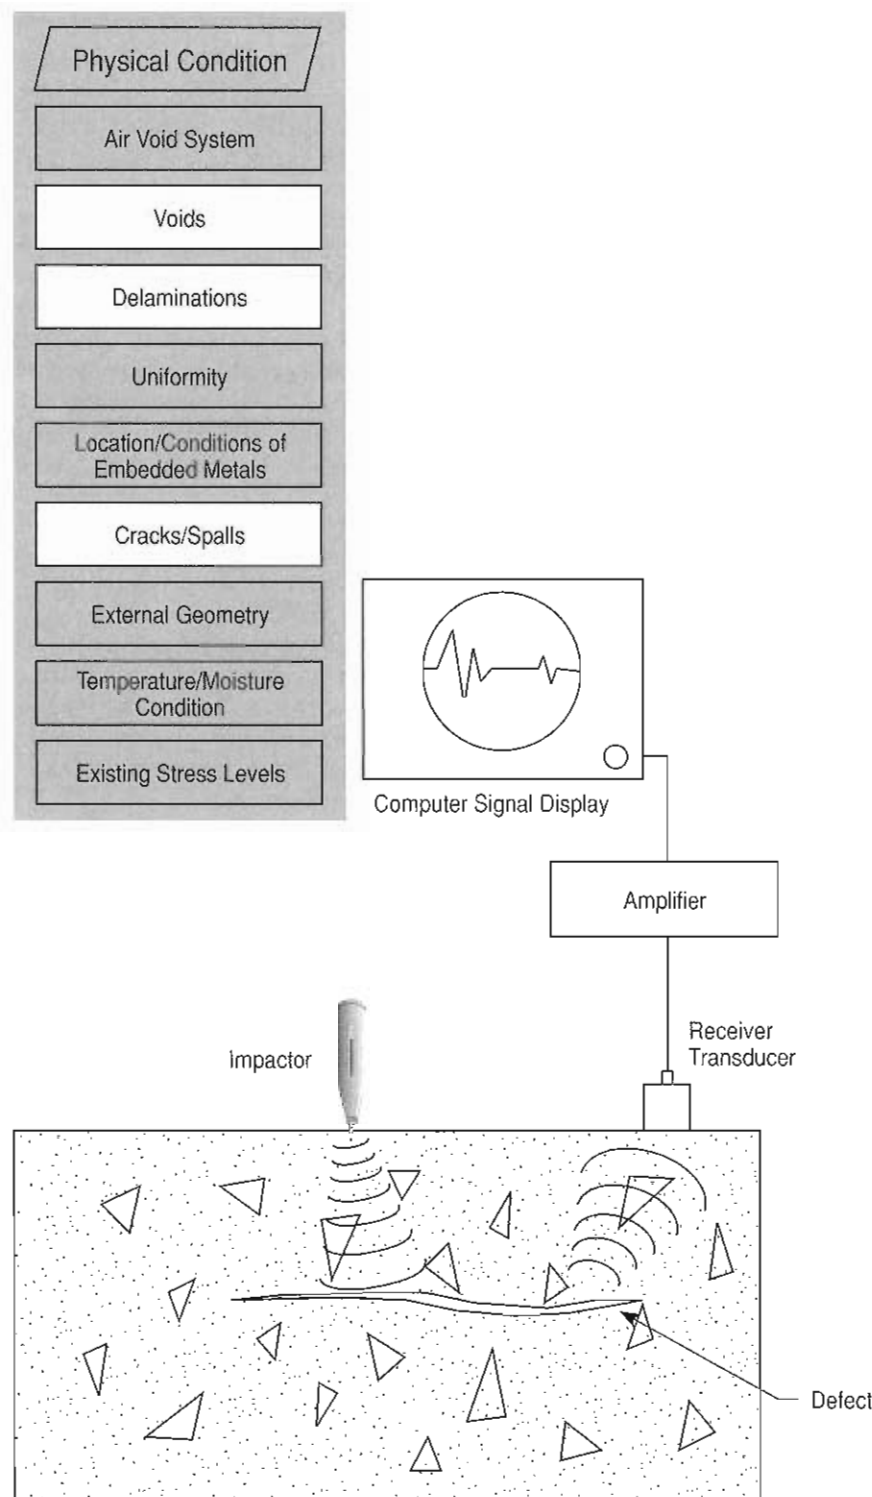 Physical Condition
Air Void System
Voids
Delaminations
Uniformity
Location/Conditions of
Embedded Metals
Cracks/Spalls
External Geometry
Temperature/Moisture
Condition
Existing Stress Levels
Computer Signal Display
Amplifier
Receiver
Transducer
Impactor
Defect